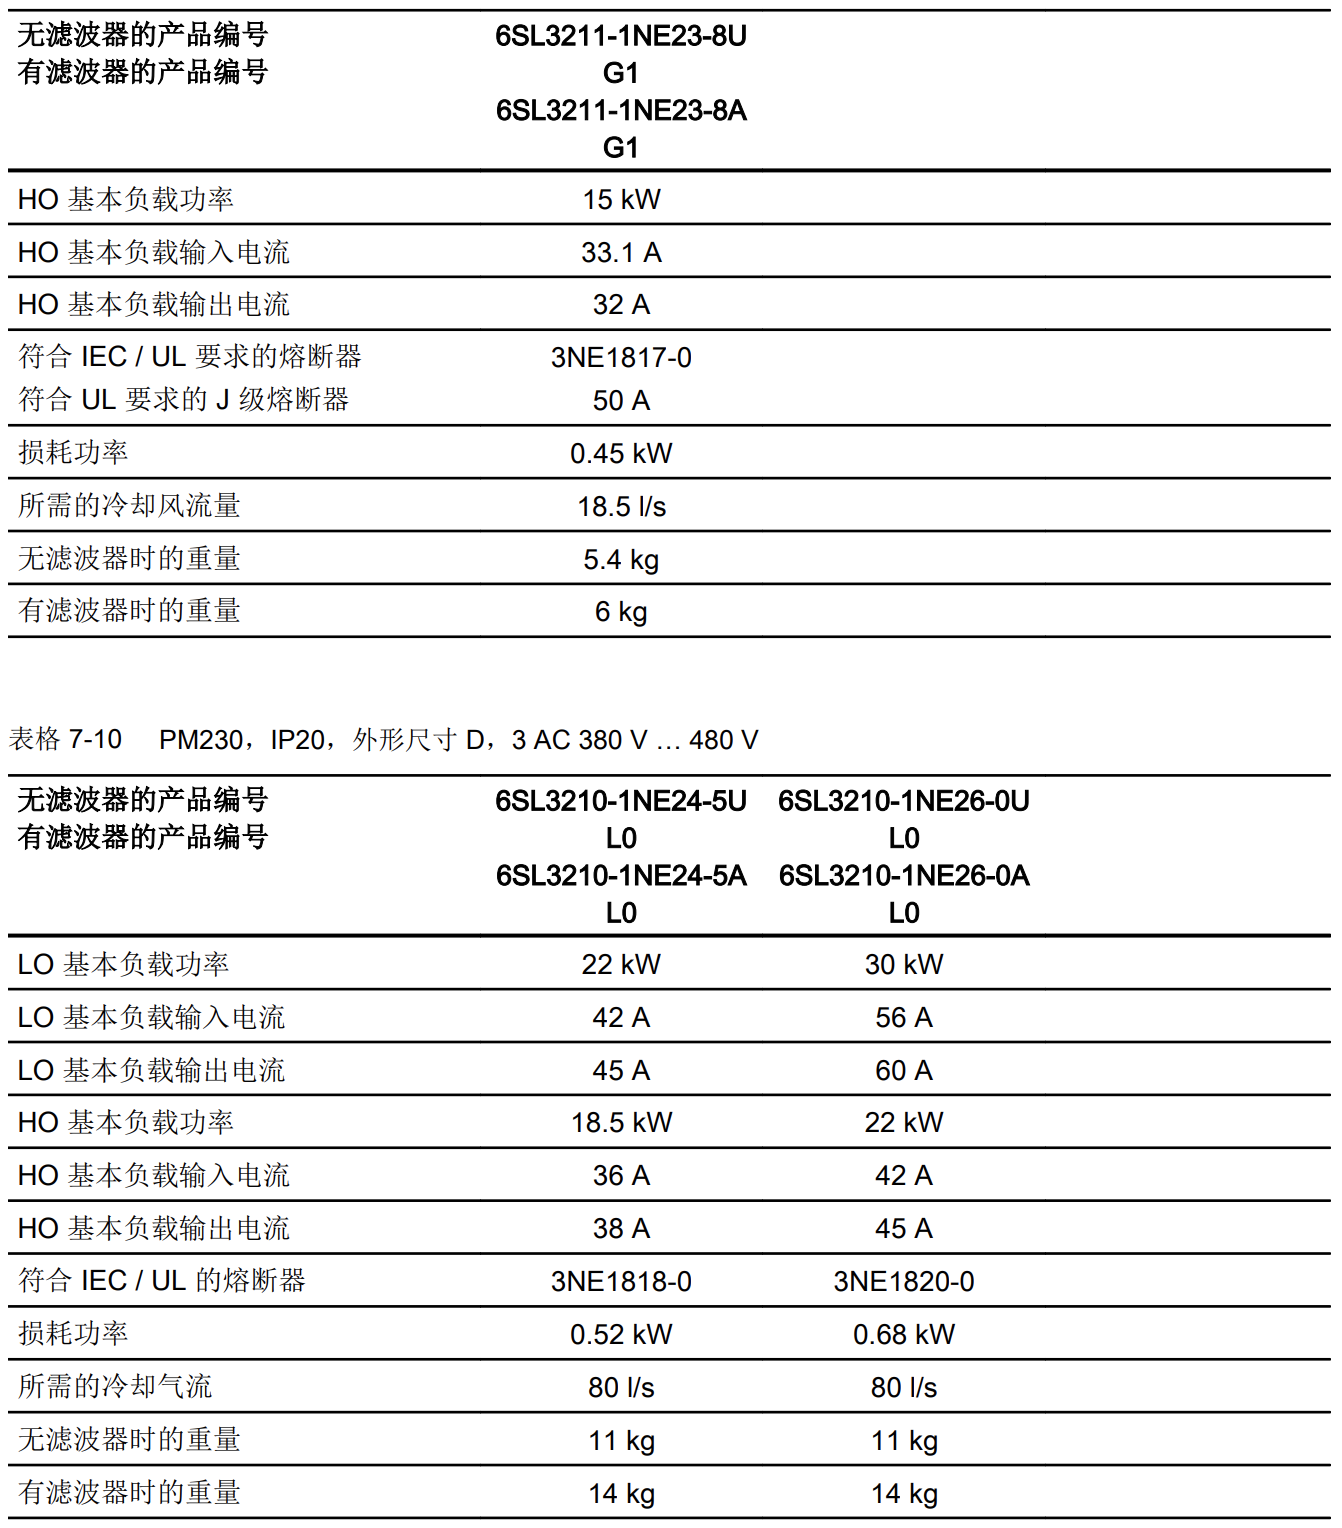 无滤波器的产品编号 6SL3211-1NE23-8U
有滤波器的产品编号 G1
6SL3211-1NE23-8A
G1
HO 基本负载功率 15 kW
HO 基本负载输入电流 33.1 A
HO 基本负载输出电流 32 A
符合 IEC / UL 要求的熔断器 3NE1817-0
符合 UL 要求的 J 级熔断器 50 A
损耗功率 0.45 kW
所需的冷却风流量 18.5 l/s
无滤波器时的重量 5.4 kg
有滤波器时的重量 6 kg
表格 7-10 PM230，IP20，外形尺寸 D，3 AC 380 V … 480 V
无滤波器的产品编号 6SL3210-1NE24-5U 6SL3210-1NE26-0U
有滤波器的产品编号 L0 L0
6SL3210-1NE24-5A 6SL3210-1NE26-0A
L0 L0
LO 基本负载功率 22 kW 30 kW
LO 基本负载输入电流 42 A 56 A
LO 基本负载输出电流 45 A 60 A
HO 基本负载功率 18.5 kW 22 kW
HO 基本负载输入电流 36 A 42 A
HO 基本负载输出电流 38 A 45 A
符合 IEC / UL 的熔断器 3NE1818-0 3NE1820-0
损耗功率 0.52 kW 0.68 kW
所需的冷却气流 80 l/s 80 l/s
无滤波器时的重量 11 kg 11 kg
有滤波器时的重量 14 kg 14 kg